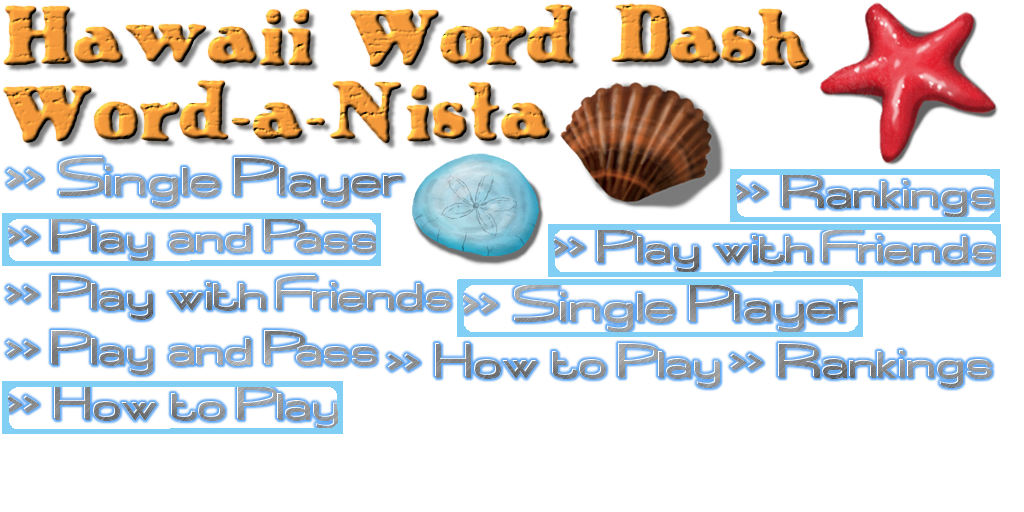 Hawaii Word Dash
Word-a-Nista
>> Single Player
>> Rankings
>> Play and Pass
>> Play with Friends
>> Play with Friends
>> Single Player
>> Play and Pass
>> How to Play
>> Rankings
>> How to Play